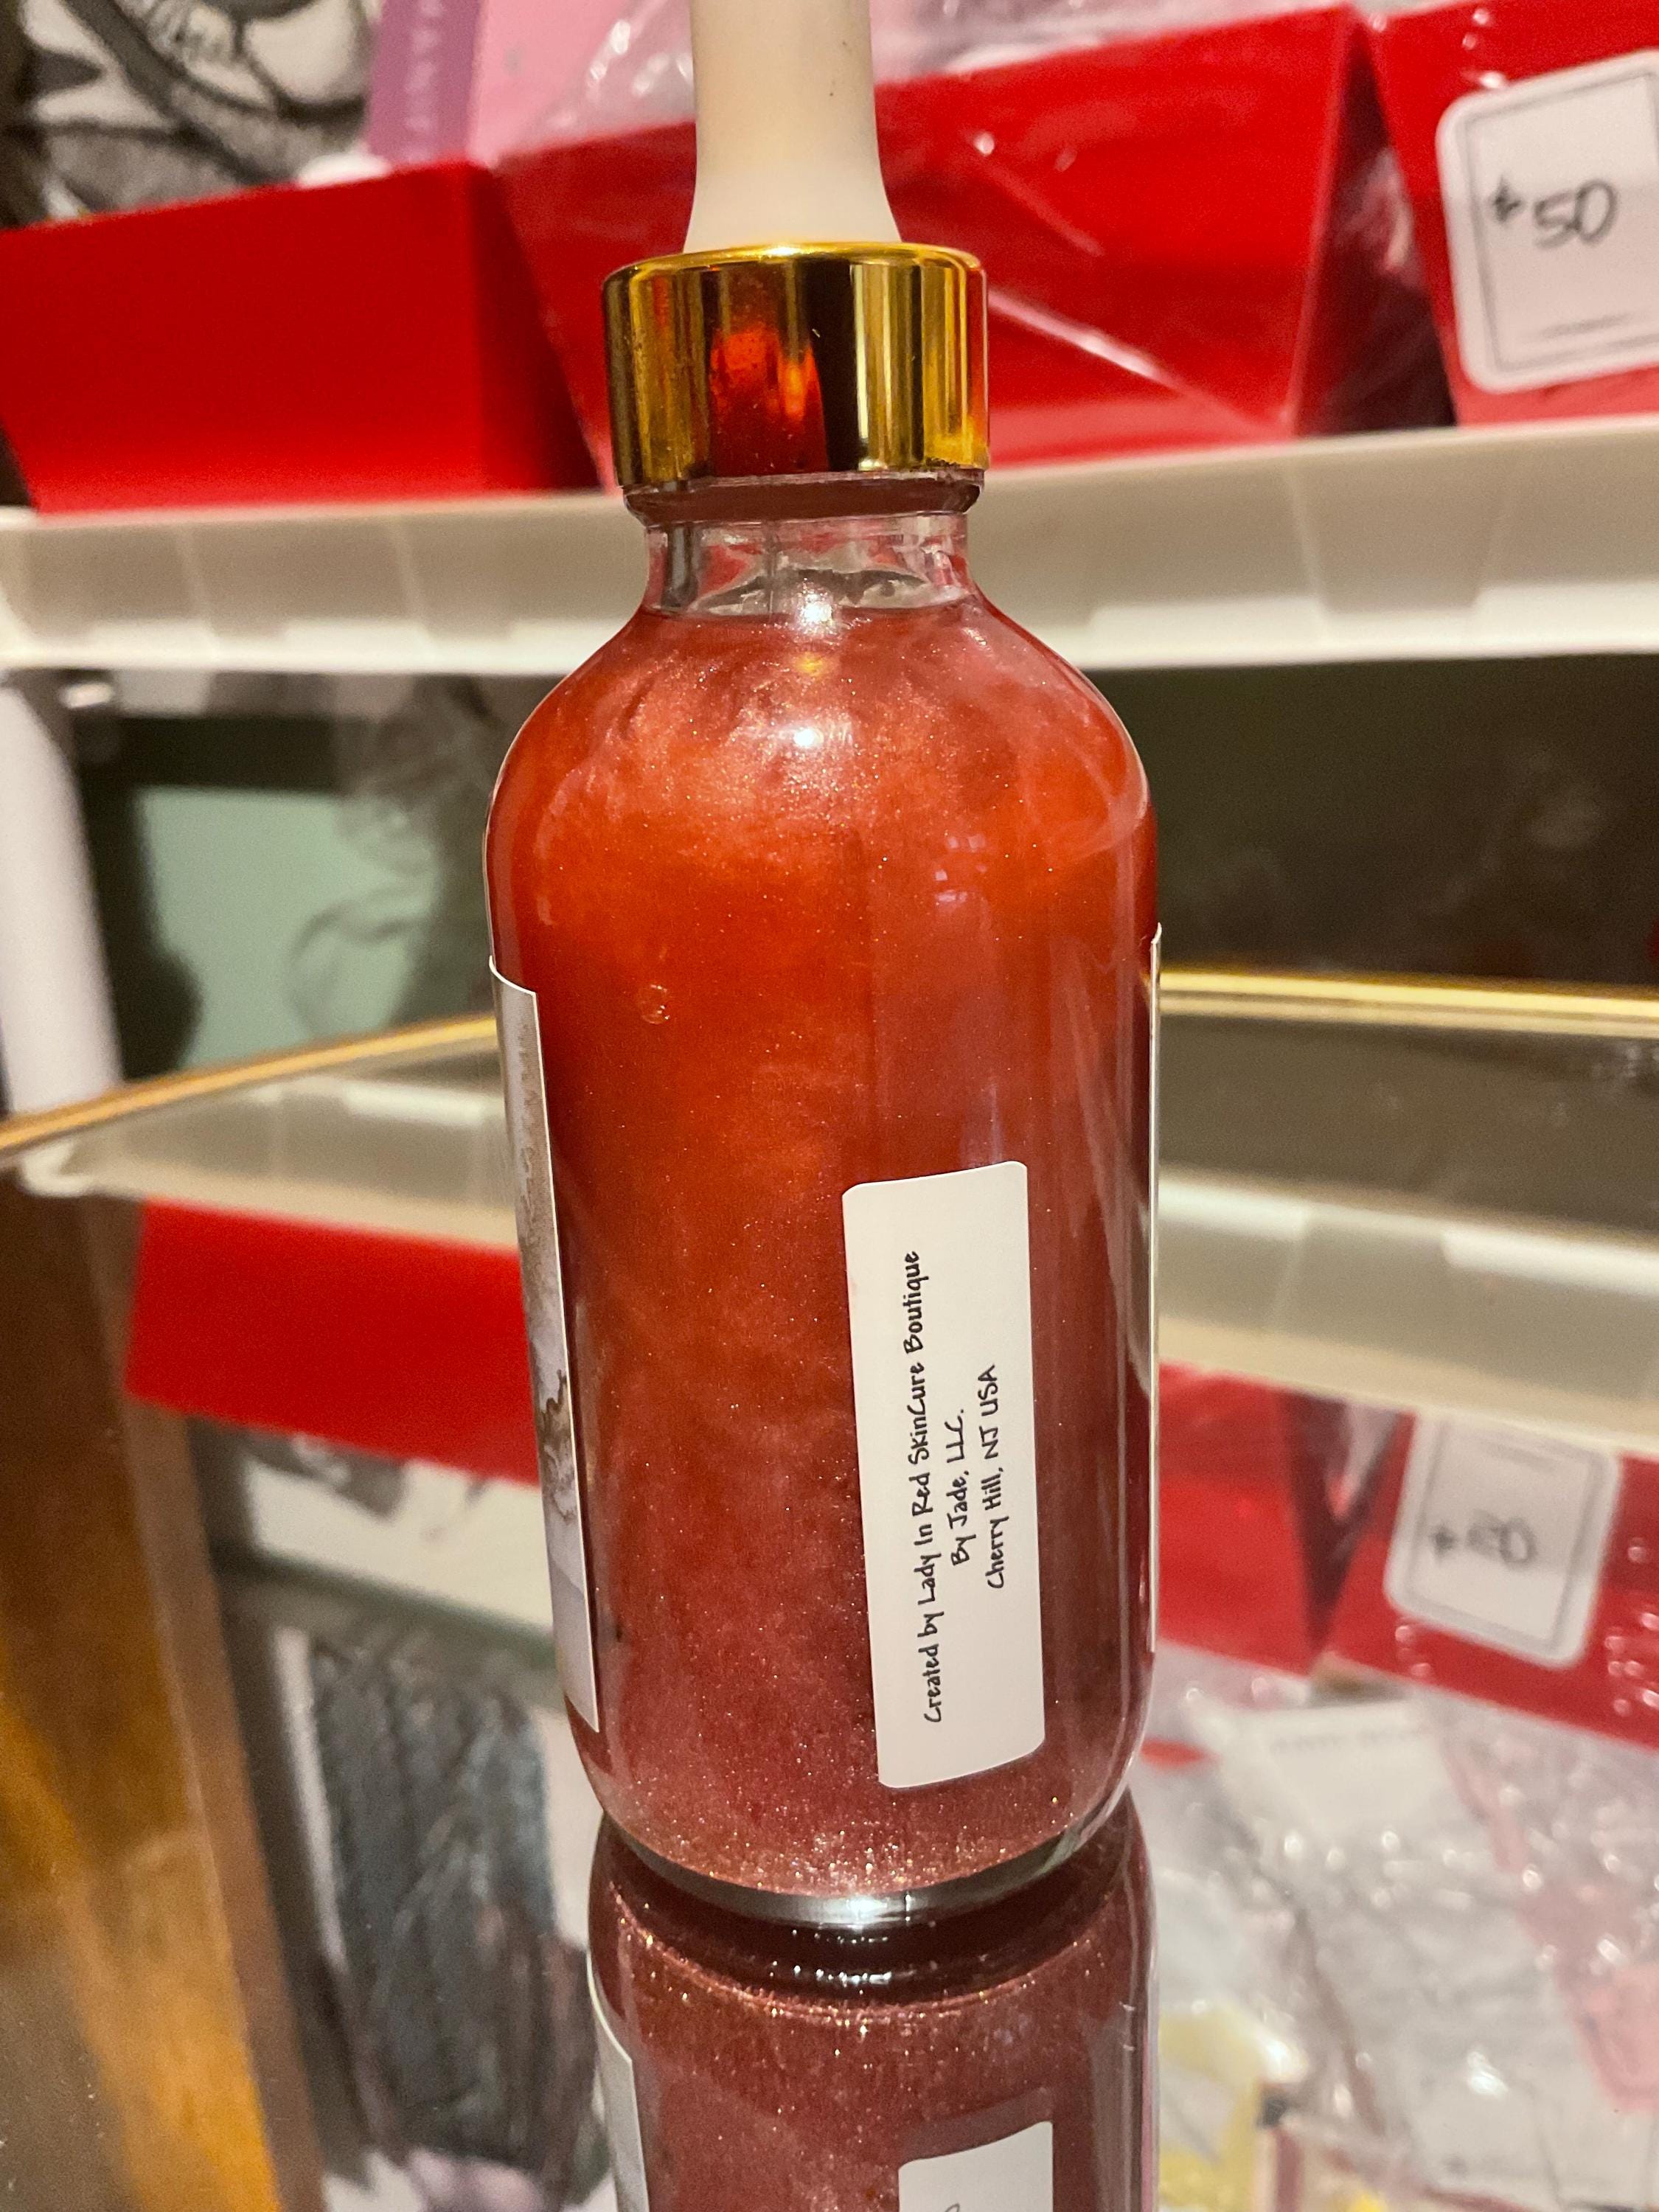 $50
Created by Lady In Red SkinCure Boutique
By Jade, LLC.
Cherry Hill, NJ USA